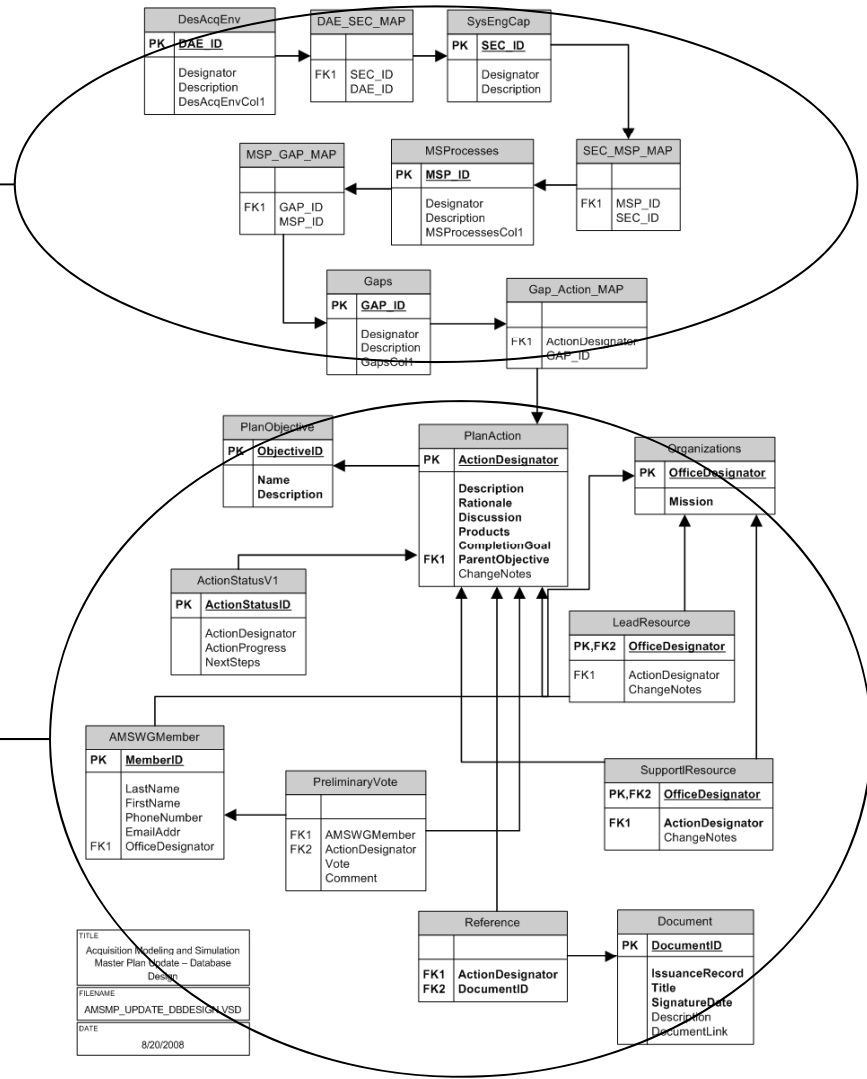 DesAcqEnv
PK DAE_ID
Designator
Description
DesAcqEnvCol1
DAE_SEC_MAP
FK1 SEC_ID
DAE_ID
SysEngCap
PK SEC_ID
Designator
Description
MSP_GAP_MAP
FK1 GAP_ID
MSP_ID
MSProcesses
PK MSP_ID
Designator
Description
MSProcessesCol1
SEC_MSP_MAP
FK1 MSP_ID
SEC_ID
Gaps
PK GAP_ID
Designator
Description
GapsCol1
Gap_Action_MAP
FK1 ActionDesignator
GAP_ID
PlanObjective
PK ObjectiveID
Name
Description
PlanAction
PK ActionDesignator
Description
Rationale
Discussion
Products
CompletionGoal
FK1 ParentObjective
ChangeNotes
Organizations
PK OfficeDesignator
Mission
ActionStatusV1
PK ActionStatusID
ActionDesignator
ActionProgress
NextSteps
LeadResource
PK,FK2 OfficeDesignator
FK1 ActionDesignator
ChangeNotes
AMSWGMember
PK MemberID
LastName
FirstName
PhoneNumber
EmailAddr
FK1 OfficeDesignator
PreliminaryVote
FK1 AMSWGMember
FK2 ActionDesignator
Vote
Comment
SupportlResource
PK,FK2 OfficeDesignator
FK1 ActionDesignator
ChangeNotes
Reference
FK1 ActionDesignator
FK2 DocumentID
Document
PK DocumentID
IssuanceRecord
Title
SignatureDate
Description
DocumentLink
TITLE
Acquisition Modeling and Simulation
Master Plan Update – Database
Design
FILENAME
AMSMP_UPDATE_DBDESIGN.VSD
DATE
8/20/2008